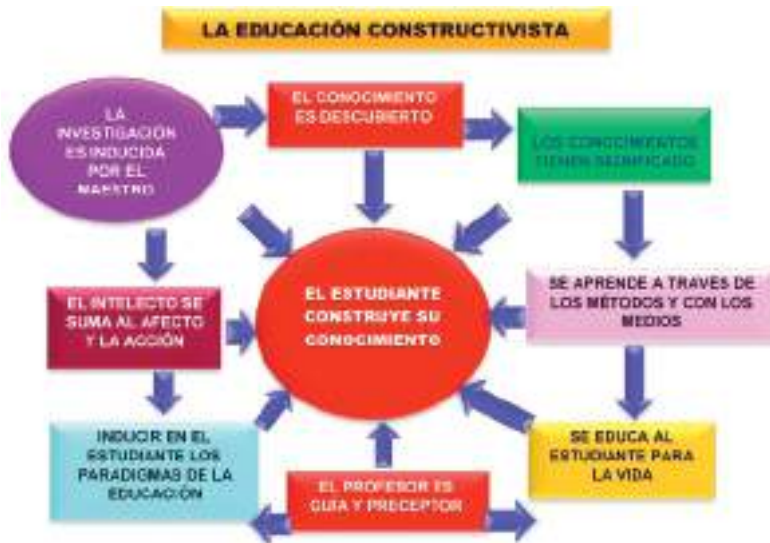 LA EDUCACIÓN CONSTRUCTIVISTA
LA
INVESTIGACIÓN
ES INDUCIDA
POR EL
MAESTRO
EL CONOCIMIENTO
ES DESCUBIERTO
LOS CONOCIMIENTOS
TIENEN SIGNIFICADO
EL INTELECTO SE
SUMA AL AFECTO
Y LA ACCIÓN
EL ESTUDIANTE
CONSTRUYE SU
CONOCIMIENTO
SE APRENDE A TRAVÉS DE
LOS MÉTODOS Y CON LOS
MEDIOS
INDUCIR EN EL
ESTUDIANTE LOS
PARADIGMAS DE LA
EDUCACIÓN
EL PROFESOR ES
GUÍA Y PRECEPTOR
SE EDUCA AL
ESTUDIANTE PARA
LA VIDA